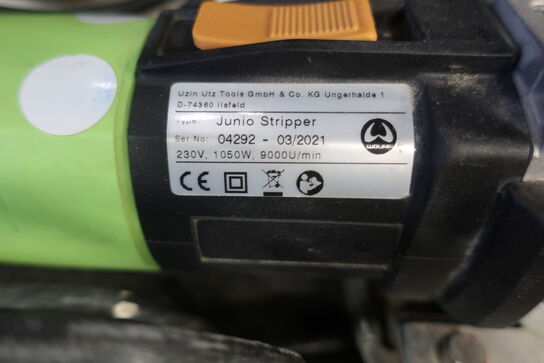 Uzin Utz Tools GmbH & Co. KG Ungerhalde 1
D-74360 Ilsfeld
Type: Junio Stripper
Ser.No: 04292 - 03/2021
230V, 1050W, 9000U/min
WOLFF
CE